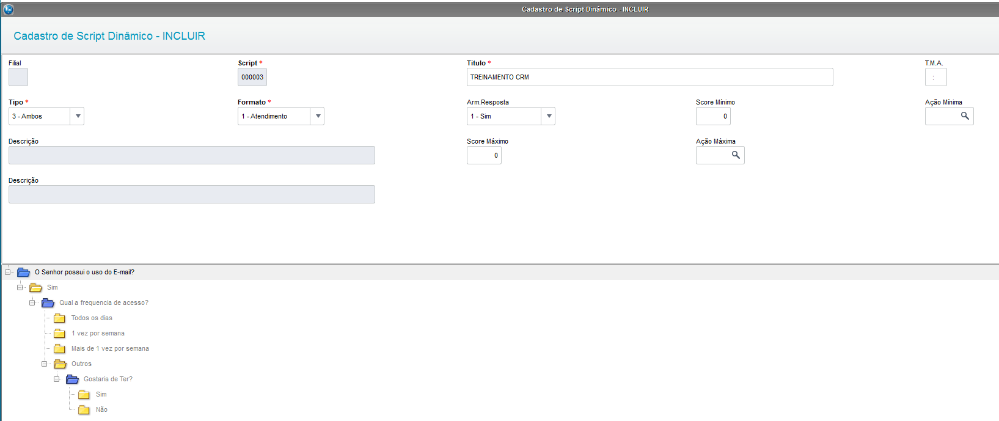 Cadastro de Script Dinâmico - INCLUIR
Cadastro de Script Dinâmico - INCLUIR
Filial
Script *
Titulo *
T.M.A.
000003
TREINAMENTO CRM
:
Tipo *
Formato *
Arm.Resposta
Score Mínimo
Ação Mínima
3 - Ambos
1 - Atendimento
1 - Sim
0
Descrição
Score Máximo
Ação Máxima
0
Descrição
O Senhor possui o uso do E-mail?
Sim
Qual a frequencia de acesso?
Todos os dias
1 vez por semana
Mais de 1 vez por semana
Outros
Gostaria de Ter?
Sim
Não